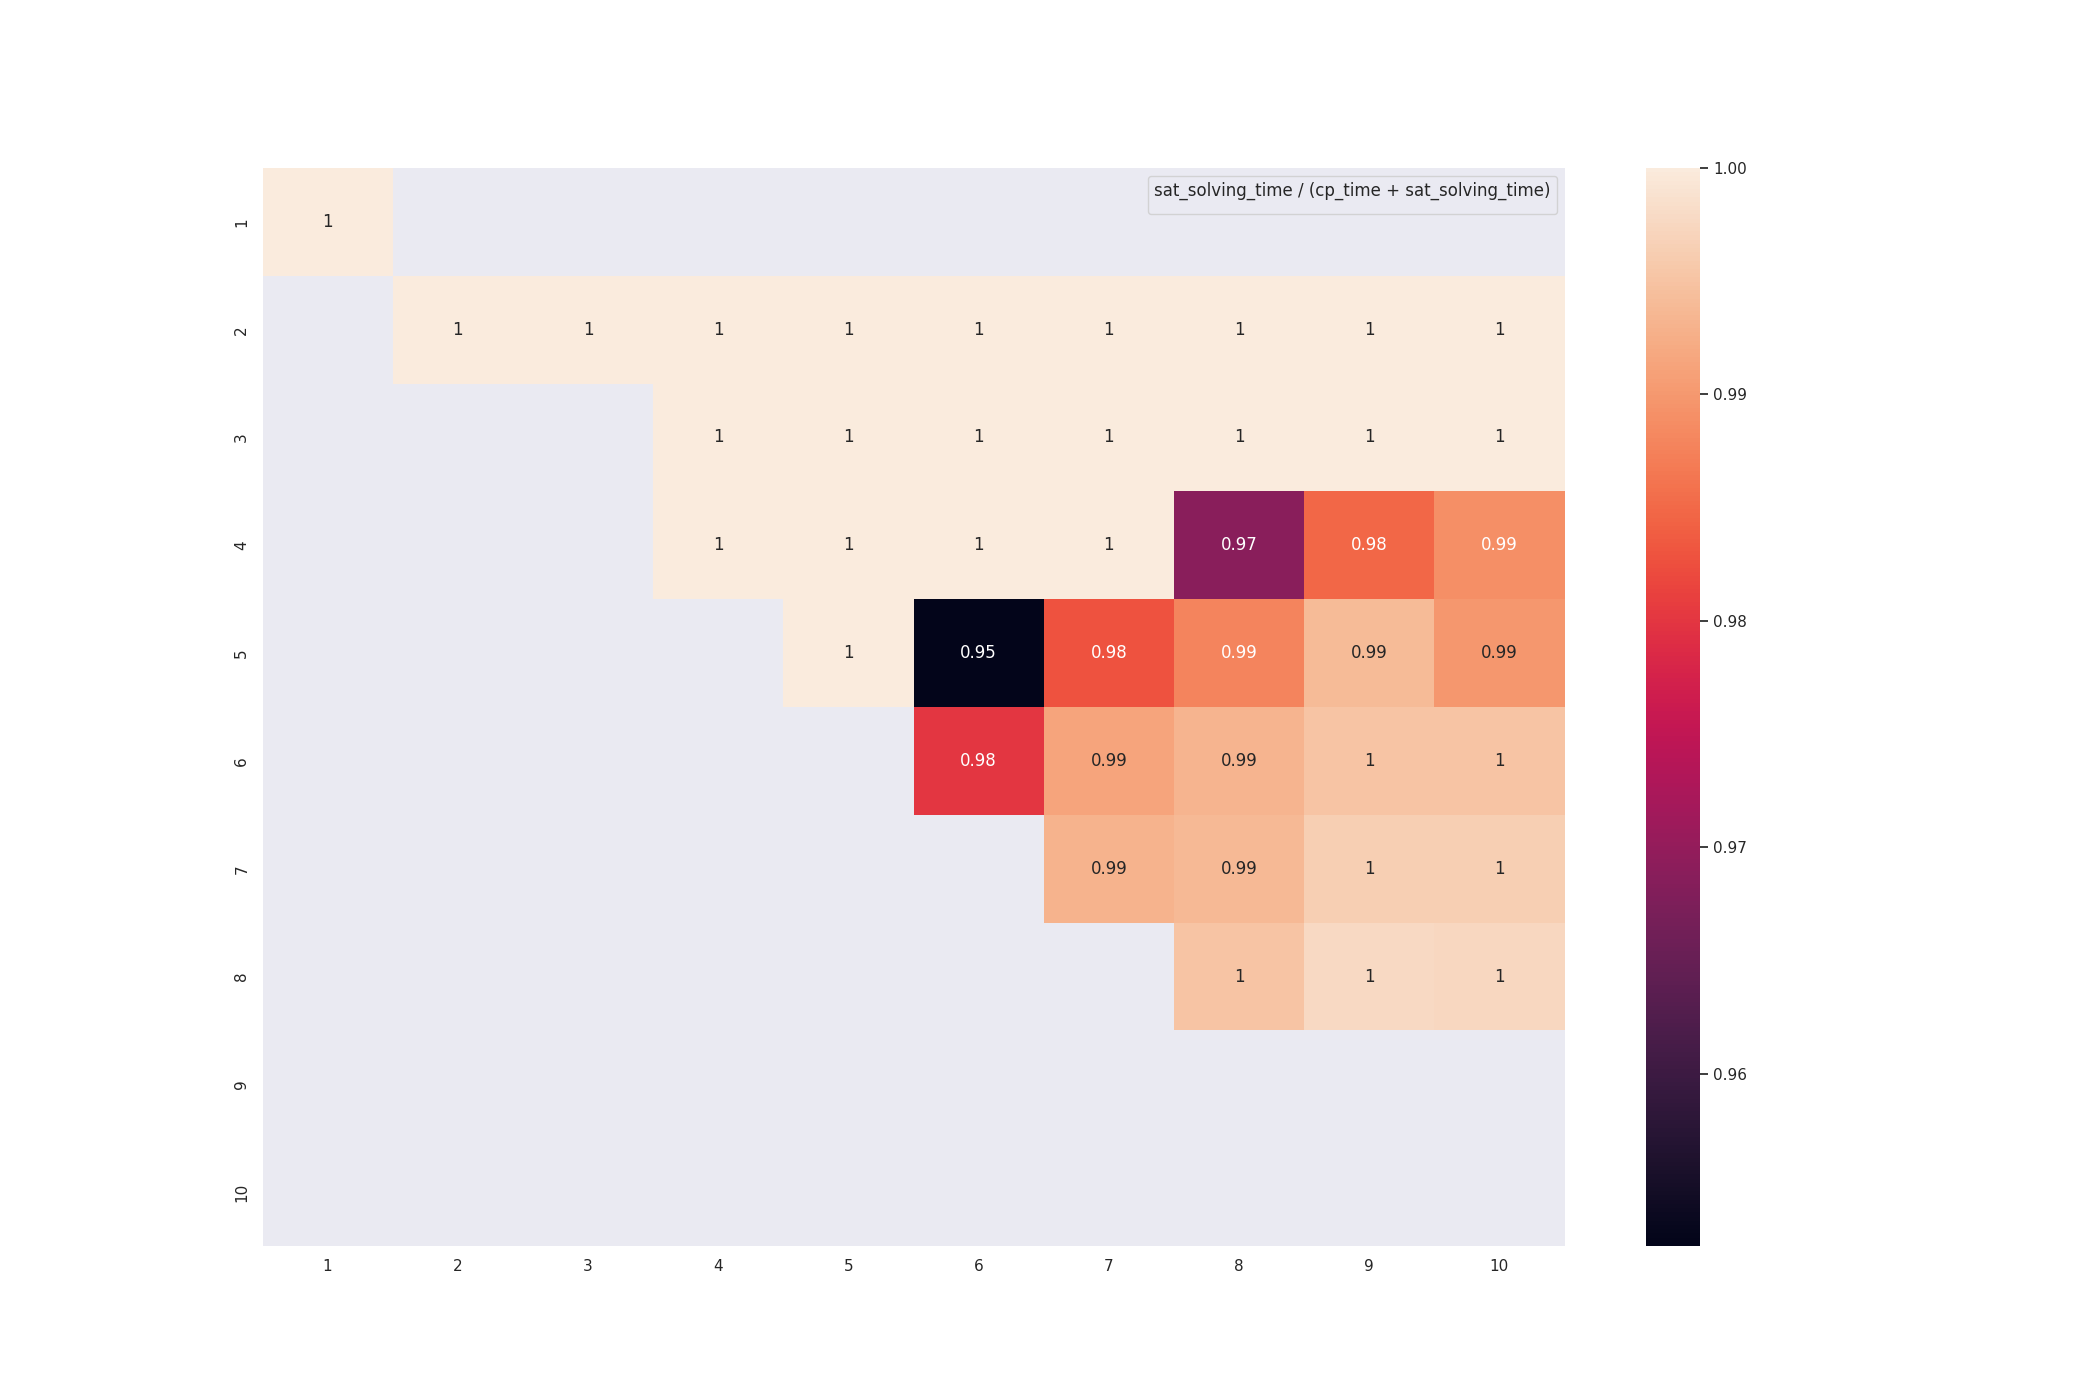 sat_solving_time / (cp_time + sat_solving_time)
1.00
1 1
2 1 1 1 1 1 1 1 1 1
0.99
3 1 1 1 1 1 1 1
4 1 1 1 1 0.97 0.98 0.99
0.98
5 1 0.95 0.98 0.99 0.99 0.99
6 0.98 0.99 0.99 1 1
0.97
7 0.99 0.99 1 1
8 1 1 1
0.96
9
10
1 2 3 4 5 6 7 8 9 10